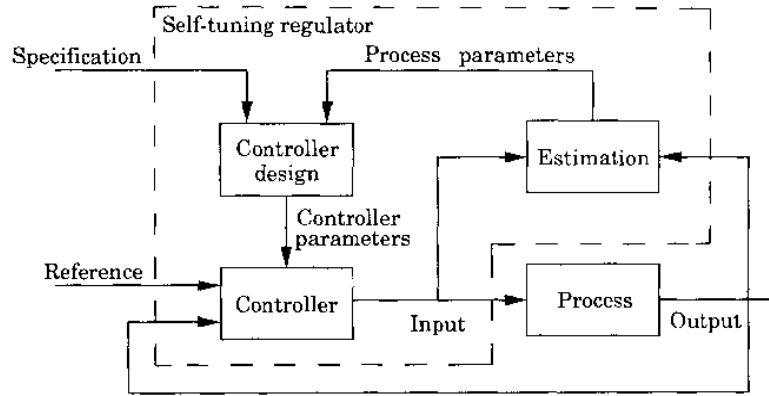 Self-tuning regulator
Specification
Process parameters
Controller
design
Estimation
Controller
parameters
Reference
Controller
Process
Input
Output